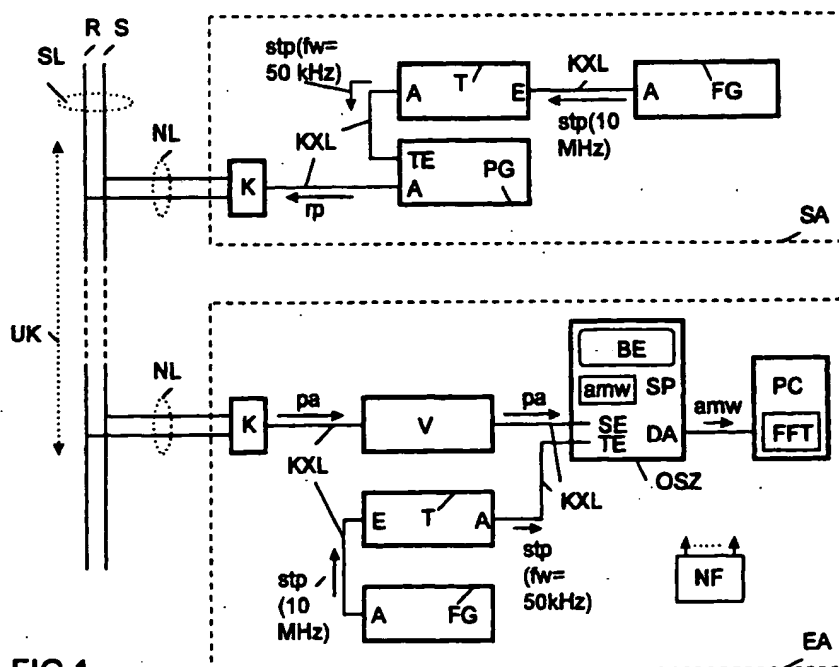 R S
SL
stp(fw=
50 kHz)
A T E
KXL
stp(10
MHz)
A FG
NL
KXL
TE
A PG
K
rp
SA
UK
NL
K
pa
V
pa
KXL
BE
amw SP
SE
TE DA
OSZ
amw
PC
FFT
E T A
KXL
stp
(fw=
50kHz)
stp
(10
MHz)
A FG
NF
EA
FIG 1